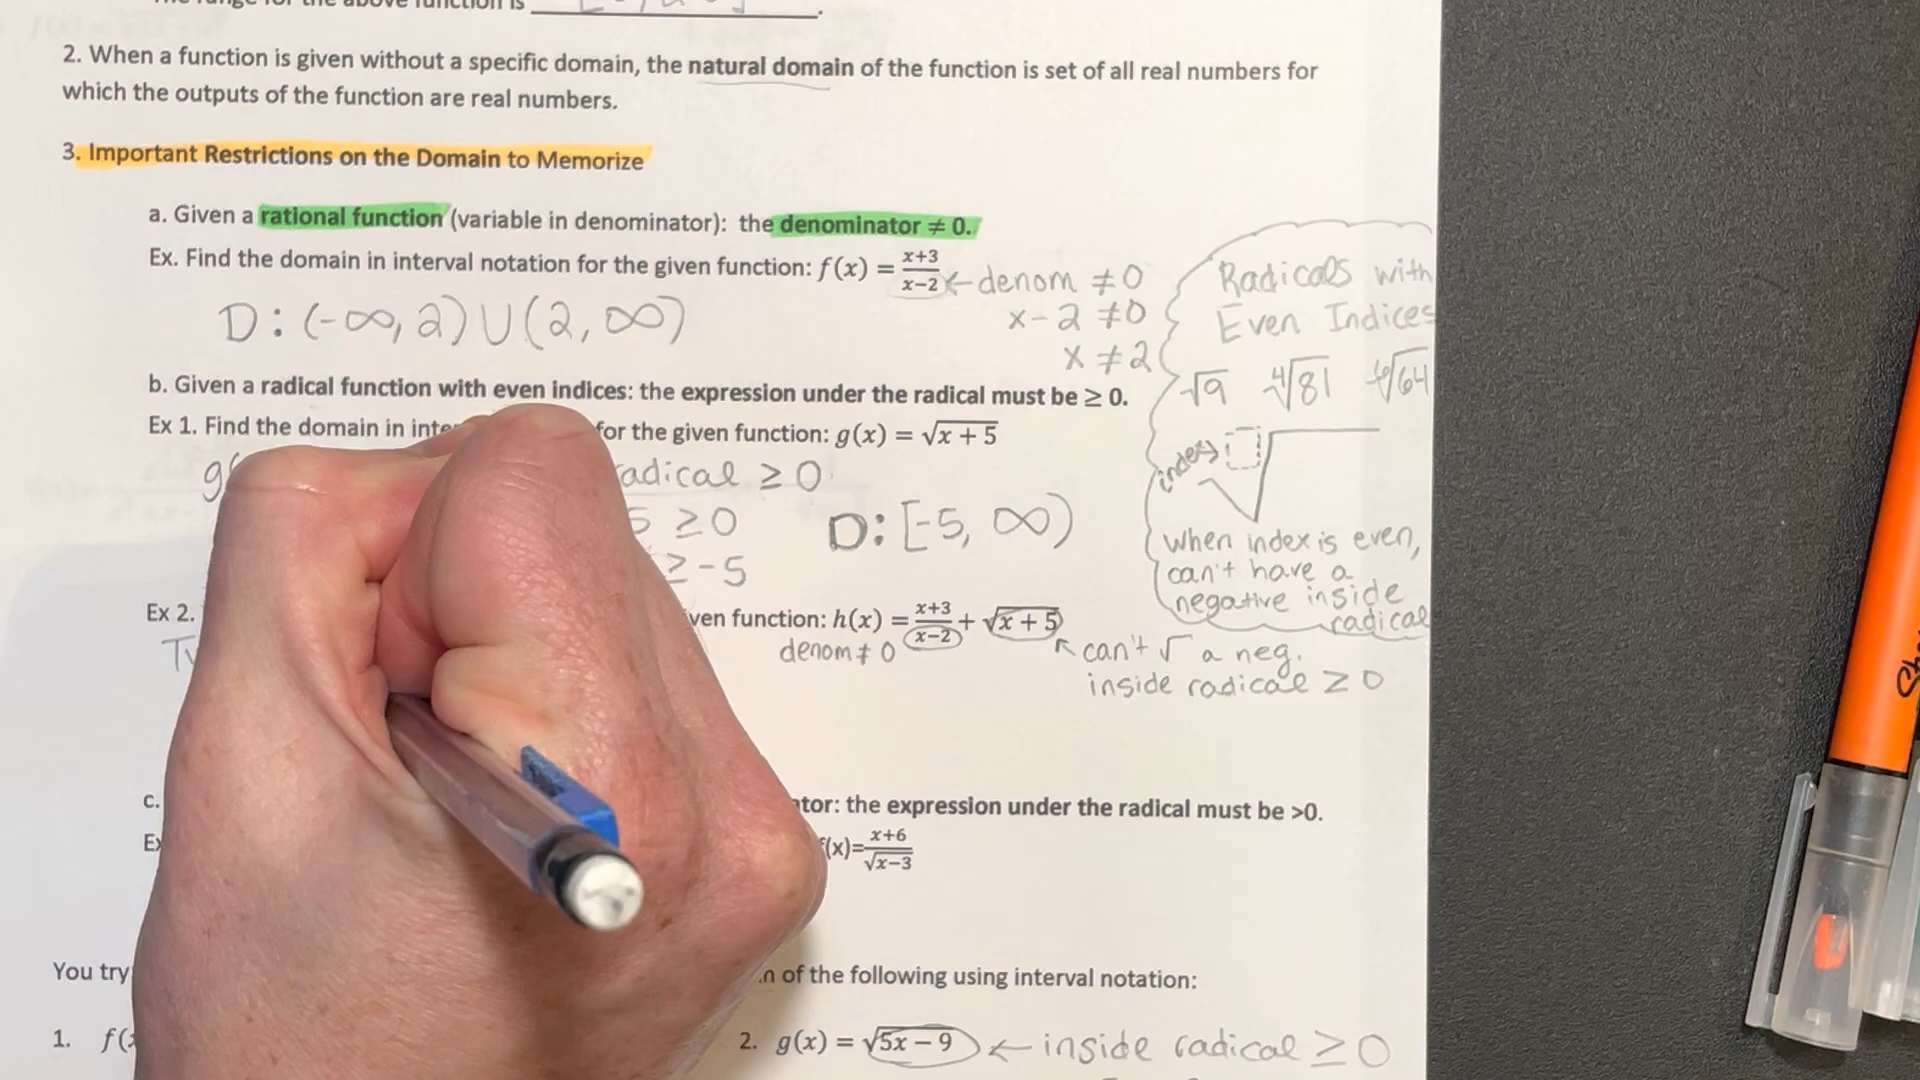 2. When a function is given without a specific domain, the natural domain of the function is set of all real numbers for
which the outputs of the function are real numbers.
3. Important Restrictions on the Domain to Memorize
a. Given a rational function (variable in denominator): the denominator ≠ 0.
Ex. Find the domain in interval notation for the given function: f(x) = x+3/x−2 ← denom ≠ 0
x - 2 ≠ 0
x ≠ 2
D: (-∞, 2) ∪ (2, ∞)
b. Given a radical function with even indices: the expression under the radical must be ≥ 0.
Ex 1. Find the domain in for the given function: g(x) = √x + 5
≥ 0
5 ≥ 0
≥ -5
D: [-5, ∞)
Ex 2. function: h(x) = x+3/x−2 + √x + 5
denom ≠ 0
can't √ a neg.
inside radical ≥ 0
c. the expression under the radical must be >0.
(x)= x+6/√x−3
You try of the following using interval notation:
1. f(
2. g(x) = √5x − 9 ← inside radical ≥ 0
Radicals with
Even Indices
√9 ∜81 ⁶√64
index
When index is even,
can't have a
negative inside
radical